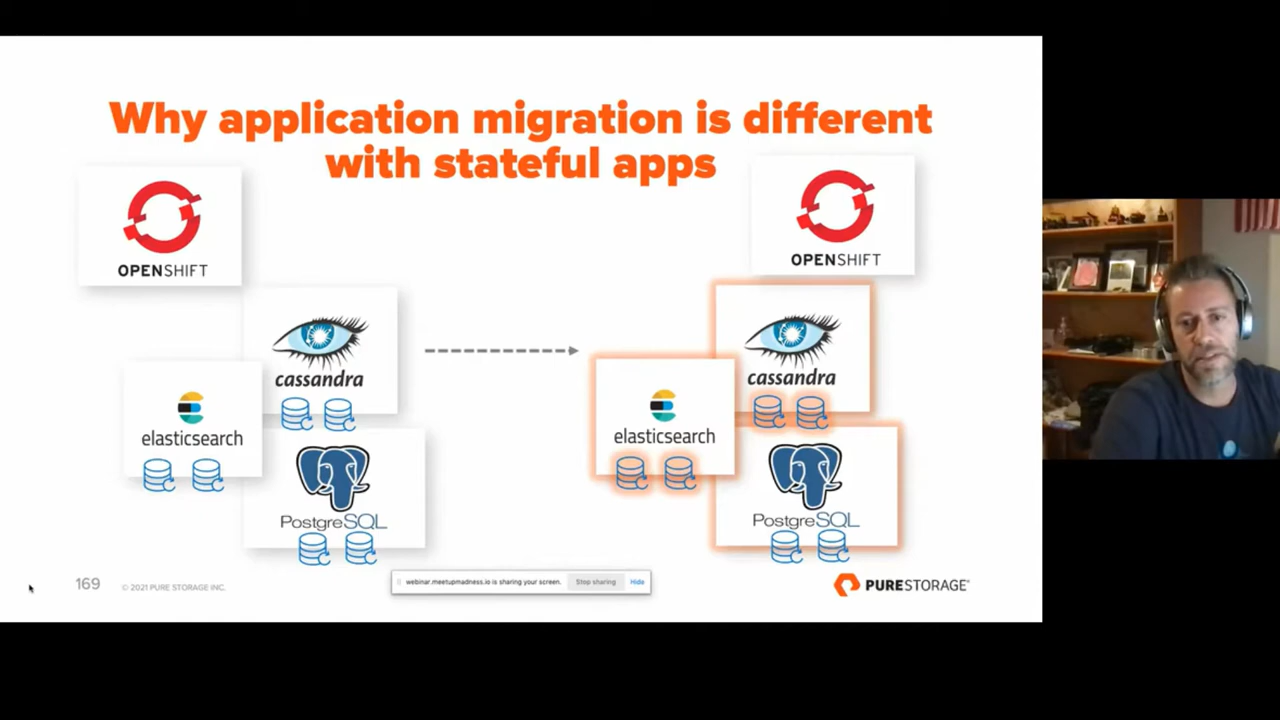 Why application migration is different
with stateful apps
OPENSHIFT
OPENSHIFT
cassandra
cassandra
elasticsearch
elasticsearch
PostgreSQL
PostgreSQL
webinar.meetupmadness.io is sharing your screen. Stop sharing Hide
169 © 2021 PURE STORAGE INC.
PURESTORAGE®